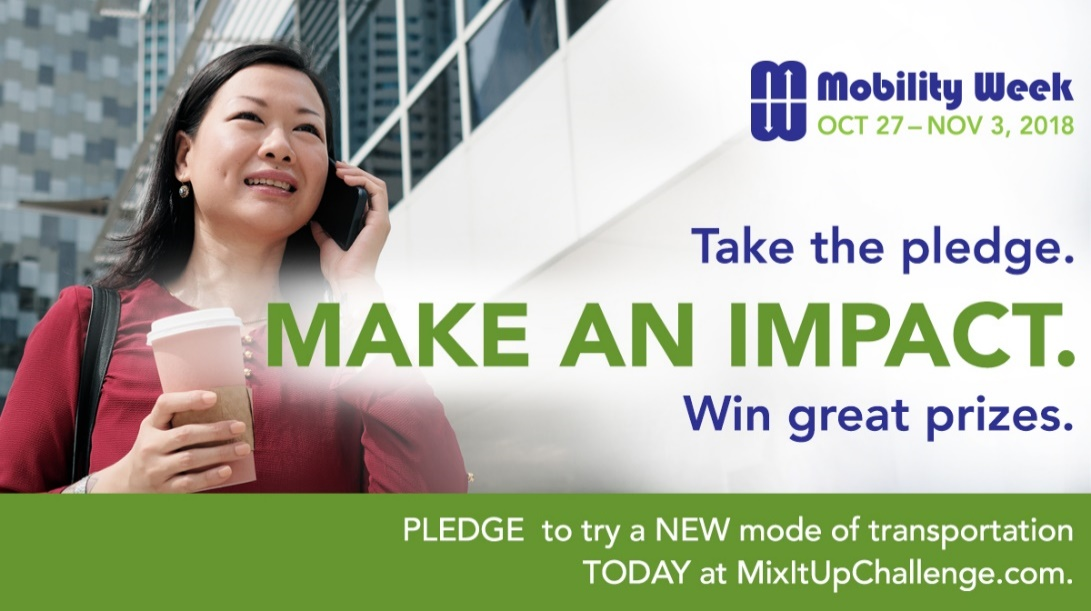 Mobility Week
OCT 27 – NOV 3, 2018
Take the pledge.
MAKE AN IMPACT.
Win great prizes.
PLEDGE to try a NEW mode of transportation
TODAY at MixItUpChallenge.com.